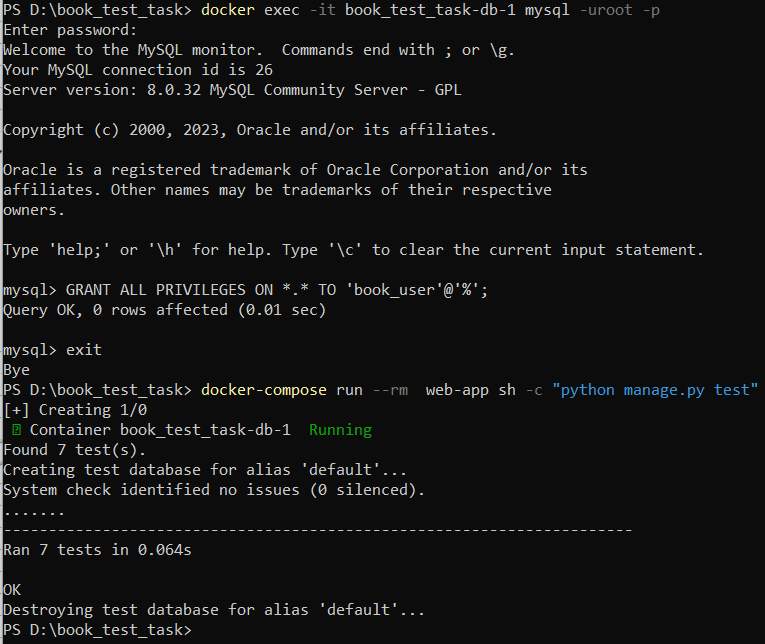 PS D:\book_test_task> docker exec -it book_test_task-db-1 mysql -uroot -p
Enter password:
Welcome to the MySQL monitor.  Commands end with ; or \g.
Your MySQL connection id is 26
Server version: 8.0.32 MySQL Community Server - GPL
Copyright (c) 2000, 2023, Oracle and/or its affiliates.
Oracle is a registered trademark of Oracle Corporation and/or its
affiliates. Other names may be trademarks of their respective
owners.
Type 'help;' or '\h' for help. Type '\c' to clear the current input statement.
mysql> GRANT ALL PRIVILEGES ON *.* TO 'book_user'@'%';
Query OK, 0 rows affected (0.01 sec)
mysql> exit
Bye
PS D:\book_test_task> docker-compose run --rm  web-app sh -c "python manage.py test"
[+] Creating 1/0
Container book_test_task-db-1  Running
Found 7 test(s).
Creating test database for alias 'default'...
System check identified no issues (0 silenced).
.......
----------------------------------------------------------------------
Ran 7 tests in 0.064s
OK
Destroying test database for alias 'default'...
PS D:\book_test_task>